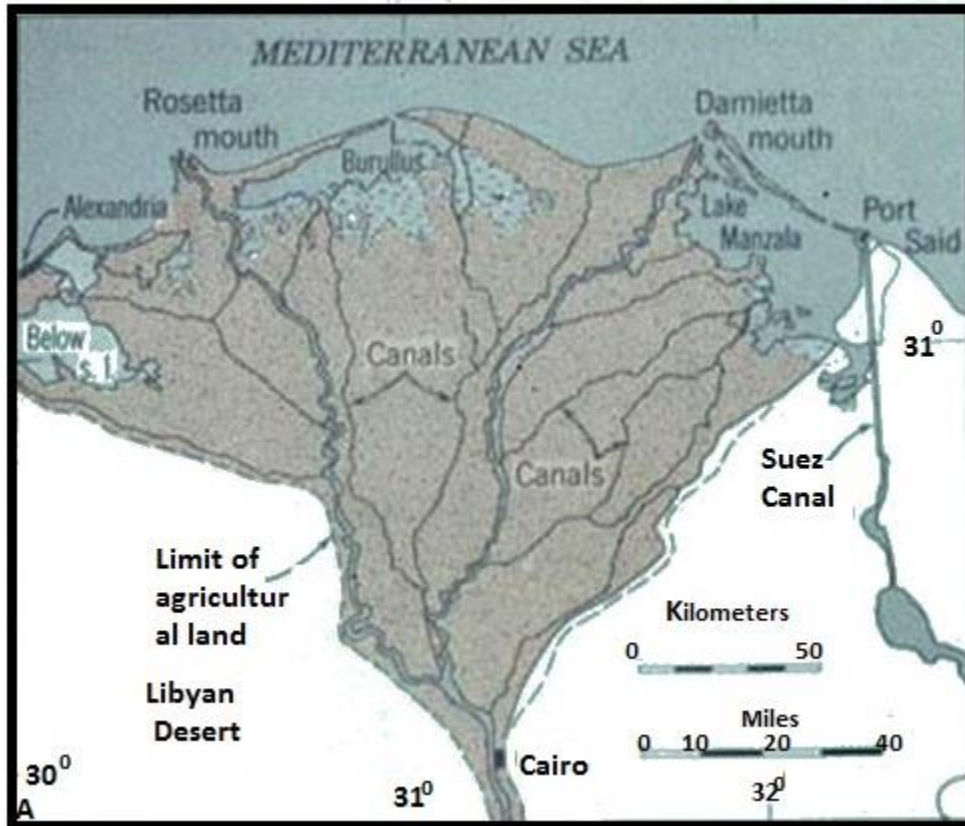 MEDITERRANEAN SEA
Rosetta
mouth
Damietta
mouth
Burullus
Alexandria
Lake
Manzala
Port
Said
Below
s. l.
31⁰
Canals
Canals
Suez
Canal
Limit of
agricultur
al land
Kilometers
0 50
Libyan
Desert
Miles
0 10 20 40
Cairo
30⁰
A
31⁰
32⁰